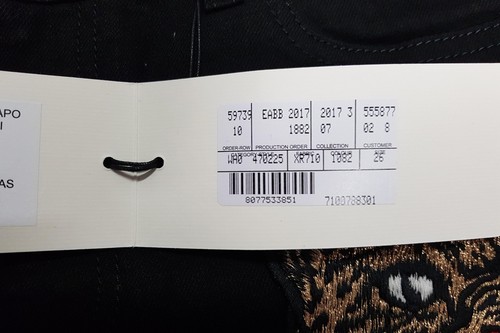 APO
I
AS
59739 EABB 2017 2017 3 555877
10 1882 07 02 8
ORDER-ROW PRODUCTION ORDER COLLECTION CUSTOMER
WA0 470225 XR710 1082 26
8077533851 7100788301